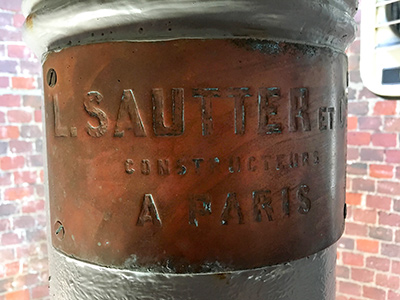 L. SAUTTER ET
CONSTRUCTEURS
A PARIS